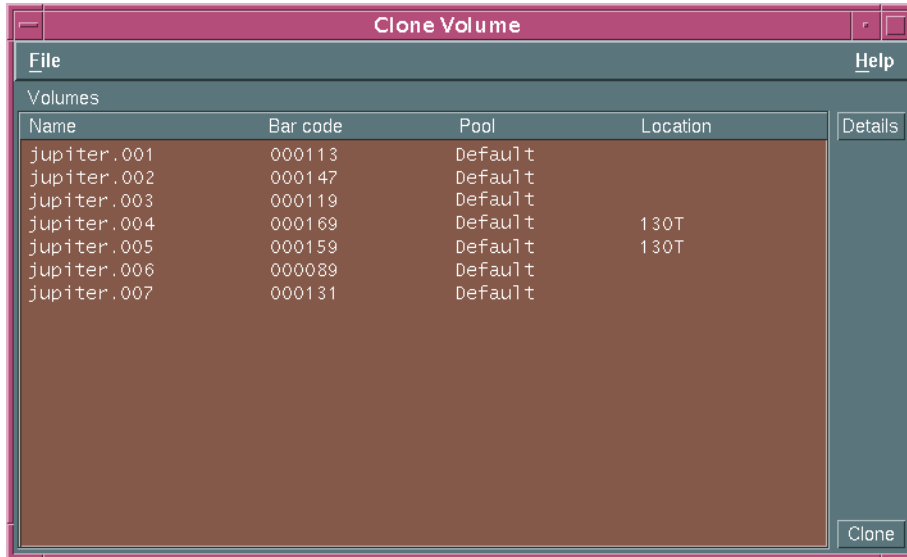 Clone Volume
File Help
Volumes
Name Bar code Pool Location Details
jupiter.001 000113 Default
jupiter.002 000147 Default
jupiter.003 000119 Default
jupiter.004 000169 Default 130T
jupiter.005 000159 Default 130T
jupiter.006 000089 Default
jupiter.007 000131 Default
Clone